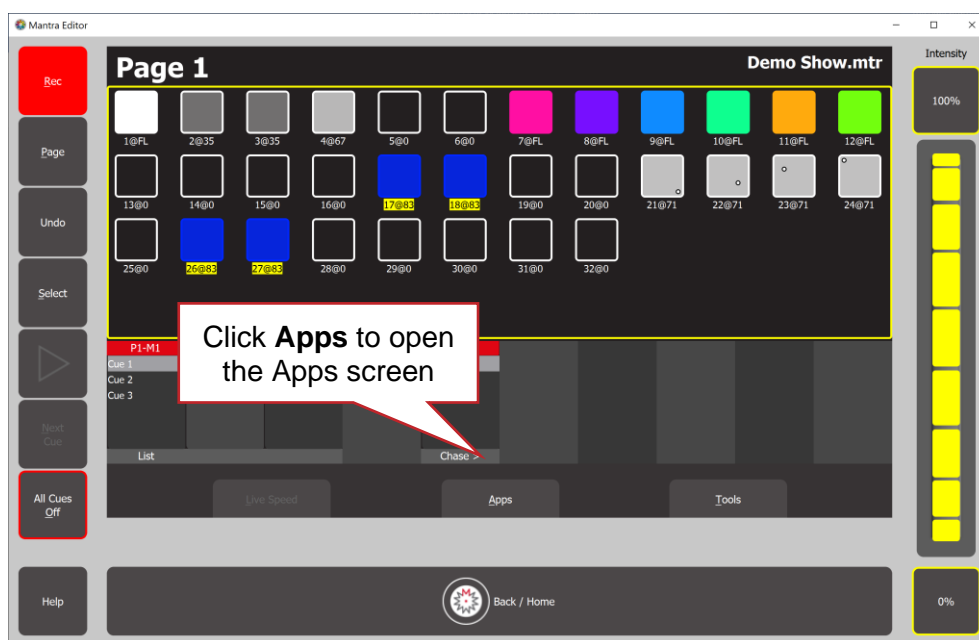 Mantra Editor
Intensity
Rec
Page
Undo
Select
Next
Cue
All Cues
Off
Help
Page 1
Demo Show.mtr
1@FL 2@35 3@35 4@67 5@0 6@0 7@FL 8@FL 9@FL 10@FL 11@FL 12@FL
13@0 14@0 15@0 16@0 17@83 18@83 19@0 20@0 21@71 22@71 23@71 24@71
25@0 26@83 27@83 28@0 29@0 30@0 31@0 32@0
Click Apps to open
the Apps screen
P1-M1
Cue 1
Cue 2
Cue 3
List Chase >
Live Speed Apps Tools
Back / Home
100%
0%